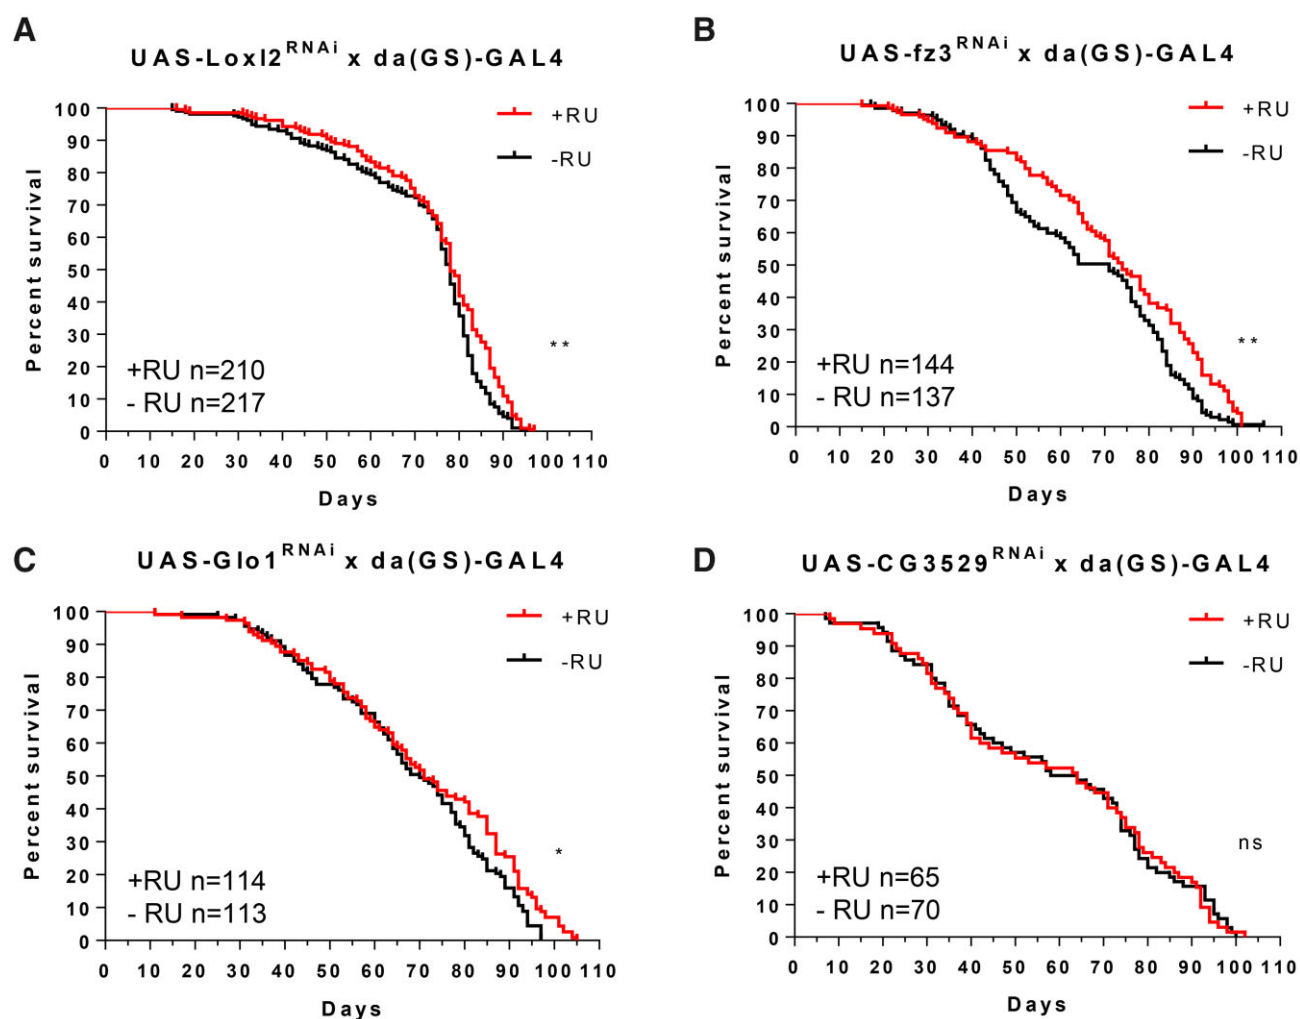 A
UAS-Loxl2RNAi x da(GS)-GAL4
100
90
80
70
60
50
40
30
20
10
0
Percent survival
+RU
-RU
**
+RU n=210
- RU n=217
0 10 20 30 40 50 60 70 80 90 100 110
Days
B
UAS-fz3RNAi x da(GS)-GAL4
100
90
80
70
60
50
40
30
20
10
0
Percent survival
+RU
-RU
**
+RU n=144
- RU n=137
0 10 20 30 40 50 60 70 80 90 100 110
Days
C
UAS-Glo1RNAi x da(GS)-GAL4
100
90
80
70
60
50
40
30
20
10
0
Percent survival
+RU
-RU
*
+RU n=114
- RU n=113
0 10 20 30 40 50 60 70 80 90 100 110
Days
D
UAS-CG3529RNAi x da(GS)-GAL4
100
90
80
70
60
50
40
30
20
10
0
Percent survival
+RU
-RU
ns
+RU n=65
- RU n=70
0 10 20 30 40 50 60 70 80 90 100 110
Days